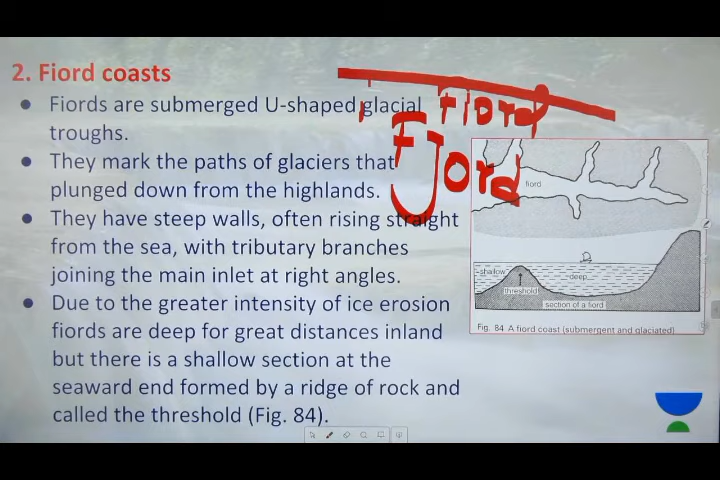 2. Fiord coasts
• Fiords are submerged U-shaped glacial
troughs.
• They mark the paths of glaciers that
plunged down from the highlands.
• They have steep walls, often rising straight
from the sea, with tributary branches
joining the main inlet at right angles.
• Due to the greater intensity of ice erosion
fiords are deep for great distances inland
but there is a shallow section at the
seaward end formed by a ridge of rock and
called the threshold (Fig. 84).
Fiord
Fjord
fiord
shallow
deep
threshold
section of a fiord
Fig. 84 A fiord coast (submergent and glaciated)